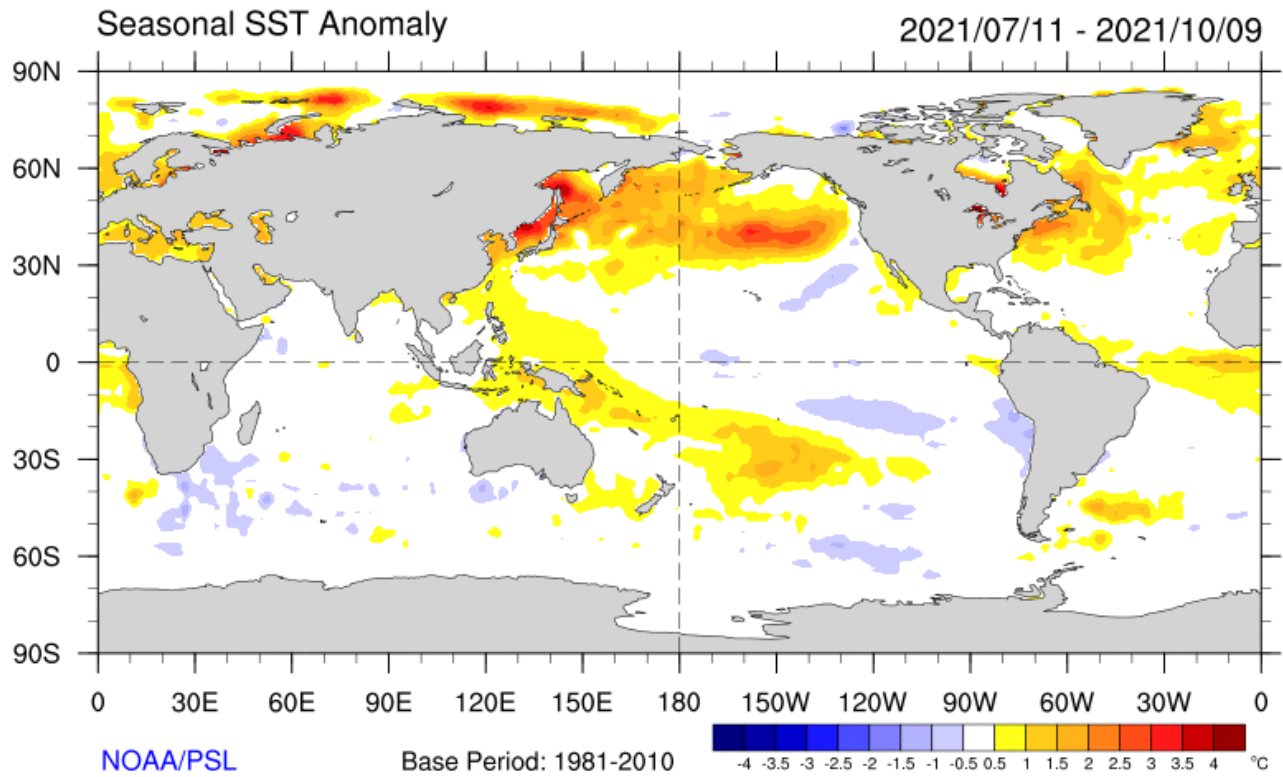 Seasonal SST Anomaly 2021/07/11 - 2021/10/09
90N
60N
30N
0
30S
60S
90S
0 30E 60E 90E 120E 150E 180 150W 120W 90W 60W 30W 0
NOAA/PSL Base Period: 1981-2010
-4 -3.5 -3 -2.5 -2 -1.5 -1 -0.5 0.5 1 1.5 2 2.5 3 3.5 4 °C